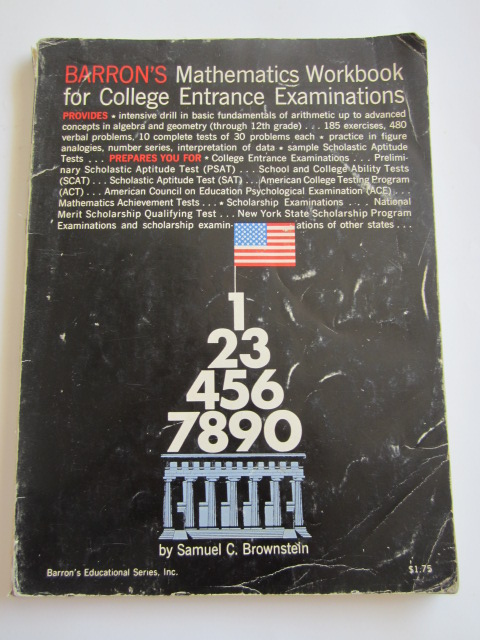 BARRON'S Mathematics Workbook
for College Entrance Examinations
PROVIDES • intensive drill in basic fundamentals of arithmetic up to advanced
concepts in algebra and geometry (through 12th grade) . . . 185 exercises, 480
verbal problems, 10 complete tests of 30 problems each • practice in figure
analogies, number series, interpretation of data • sample Scholastic Aptitude
Tests . . . PREPARES YOU FOR • College Entrance Examinations . . . Prelimi-
nary Scholastic Aptitude Test (PSAT) . . . School and College Ability Tests
(SCAT) . . . Scholastic Aptitude Test (SAT) . . . American College Testing Program
(ACT) . . . American Council on Education Psychological Examination (ACE) . . .
Mathematics Achievement Tests . . . • Scholarship Examinations . . . National
Merit Scholarship Qualifying Test . . . New York State Scholarship Program
Examinations and scholarship examin- ations of other states . . .
1
23
456
7890
by Samuel C. Brownstein
Barron's Educational Series, Inc.
$1.75